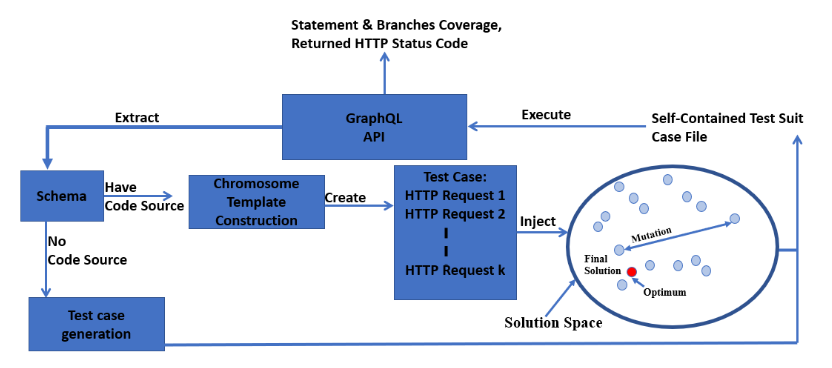 Statement & Branches Coverage,
Returned HTTP Status Code
Extract
GraphQL
API
Execute
Self-Contained Test Suit
Case File
Schema
Have
Code Source
Chromosome
Template
Construction
Create
Test Case:
HTTP Request 1
HTTP Request 2
HTTP Request k
Inject
Mutation
Final
Solution
Optimum
Solution Space
No
Code Source
Test case
generation